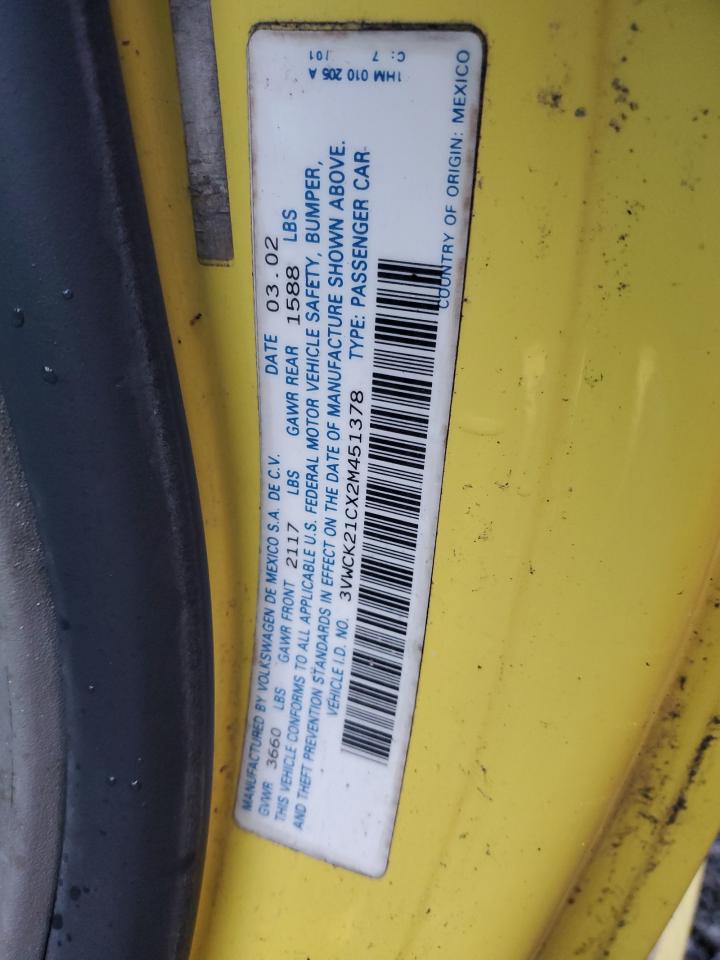 MANUFACTURED BY VOLKSWAGEN DE MEXICO S.A. DE C.V. DATE 03.02
GVWR 3660 LBS GAWR FRONT 2117 LBS GAWR REAR 1588 LBS
THIS VEHICLE CONFORMS TO ALL APPLICABLE U.S. FEDERAL MOTOR VEHICLE SAFETY, BUMPER,
AND THEFT PREVENTION STANDARDS IN EFFECT ON THE DATE OF MANUFACTURE SHOWN ABOVE.
VEHICLE I.D. NO. 3VWCK21CX2M451378 TYPE: PASSENGER CAR
COUNTRY OF ORIGIN: MEXICO
1HM 010 205 A
C: 7 /01